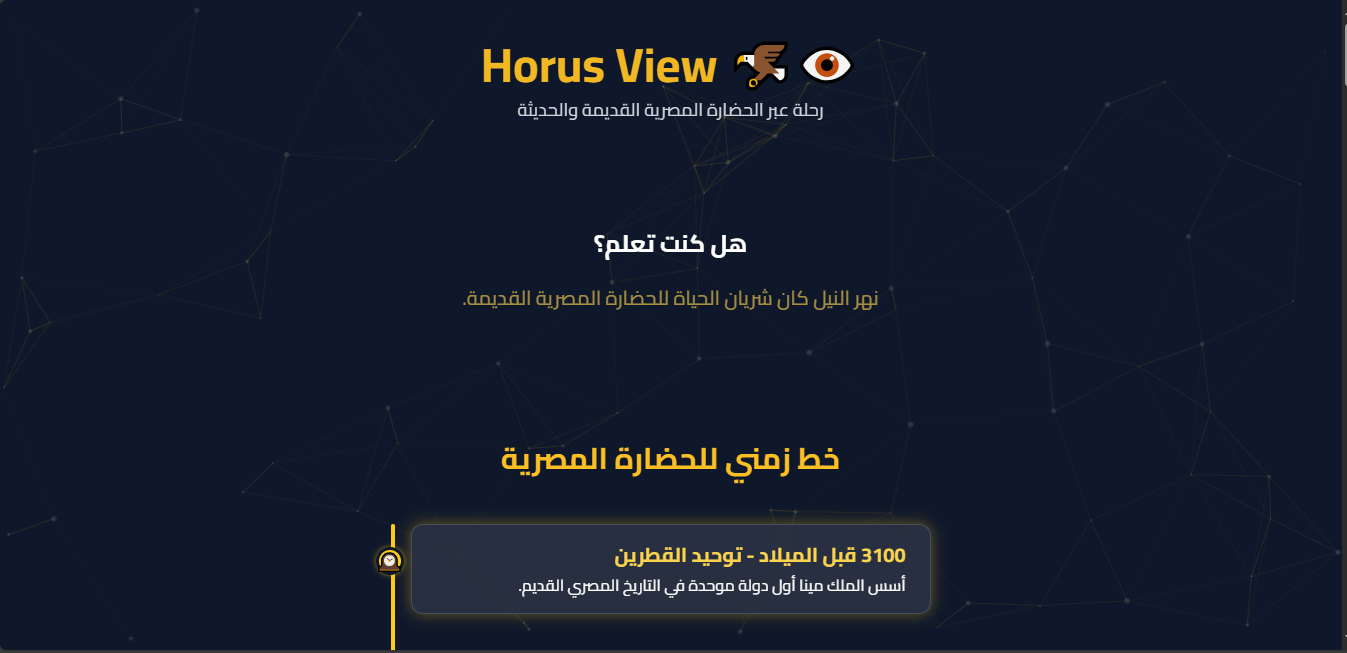 Horus View
رحلة عبر الحضارة المصرية القديمة والحديثة
هل كنت تعلم؟
نهر النيل كان شريان الحياة للحضارة المصرية القديمة.
خط زمني للحضارة المصرية
3100 قبل الميلاد - توحيد القطرين
أسس الملك مينا أول دولة موحدة في التاريخ المصري القديم.